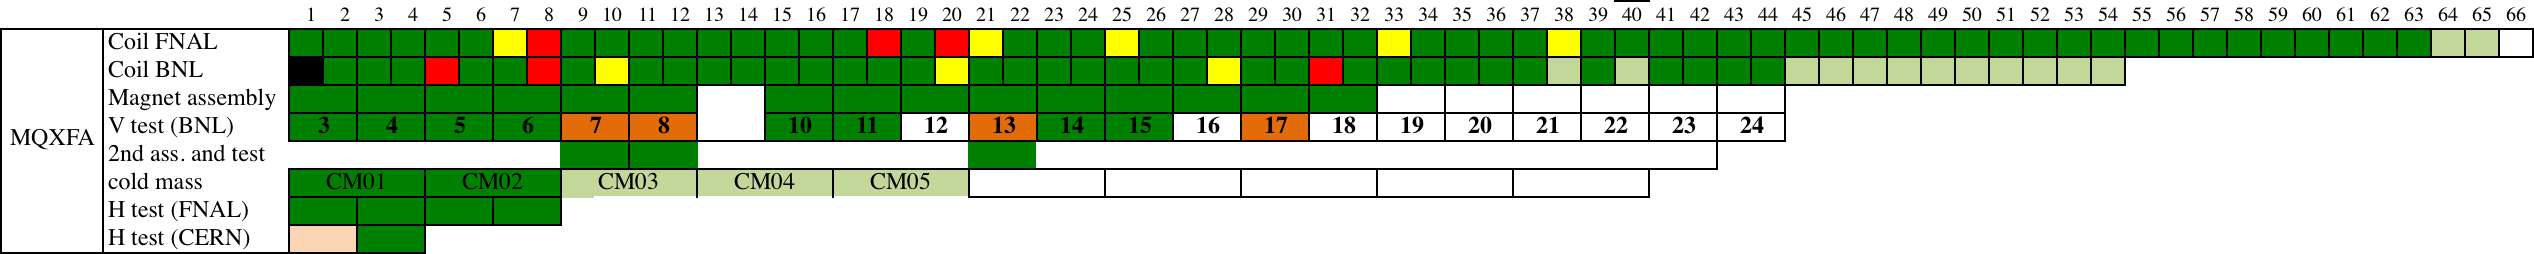 1 2 3 4 5 6 7 8 9 10 11 12 13 14 15 16 17 18 19 20 21 22 23 24 25 26 27 28 29 30 31 32 33 34 35 36 37 38 39 40 41 42 43 44 45 46 47 48 49 50 51 52 53 54 55 56 57 58 59 60 61 62 63 64 65 66
Coil FNAL
Coil BNL
Magnet assembly
MQXFA
V test (BNL) 3 4 5 6 7 8 10 11 12 13 14 15 16 17 18 19 20 21 22 23 24
2nd ass. and test
cold mass CM01 CM02 CM03 CM04 CM05
H test (FNAL)
H test (CERN)